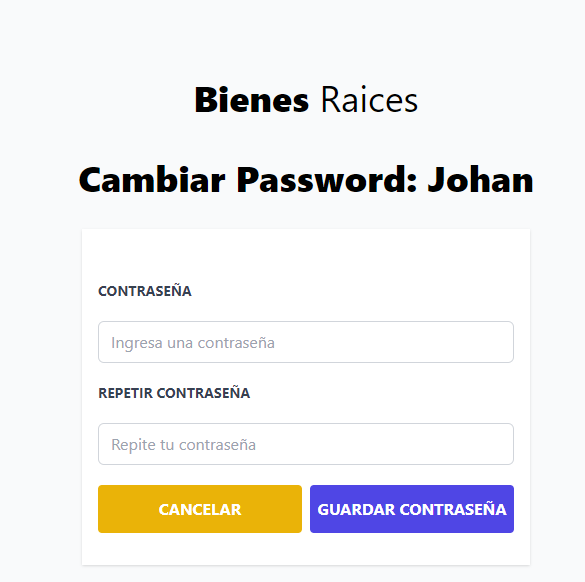 Bienes Raices
Cambiar Password: Johan
CONTRASEÑA
Ingresa una contraseña
REPETIR CONTRASEÑA
Repite tu contraseña
CANCELAR GUARDAR CONTRASEÑA